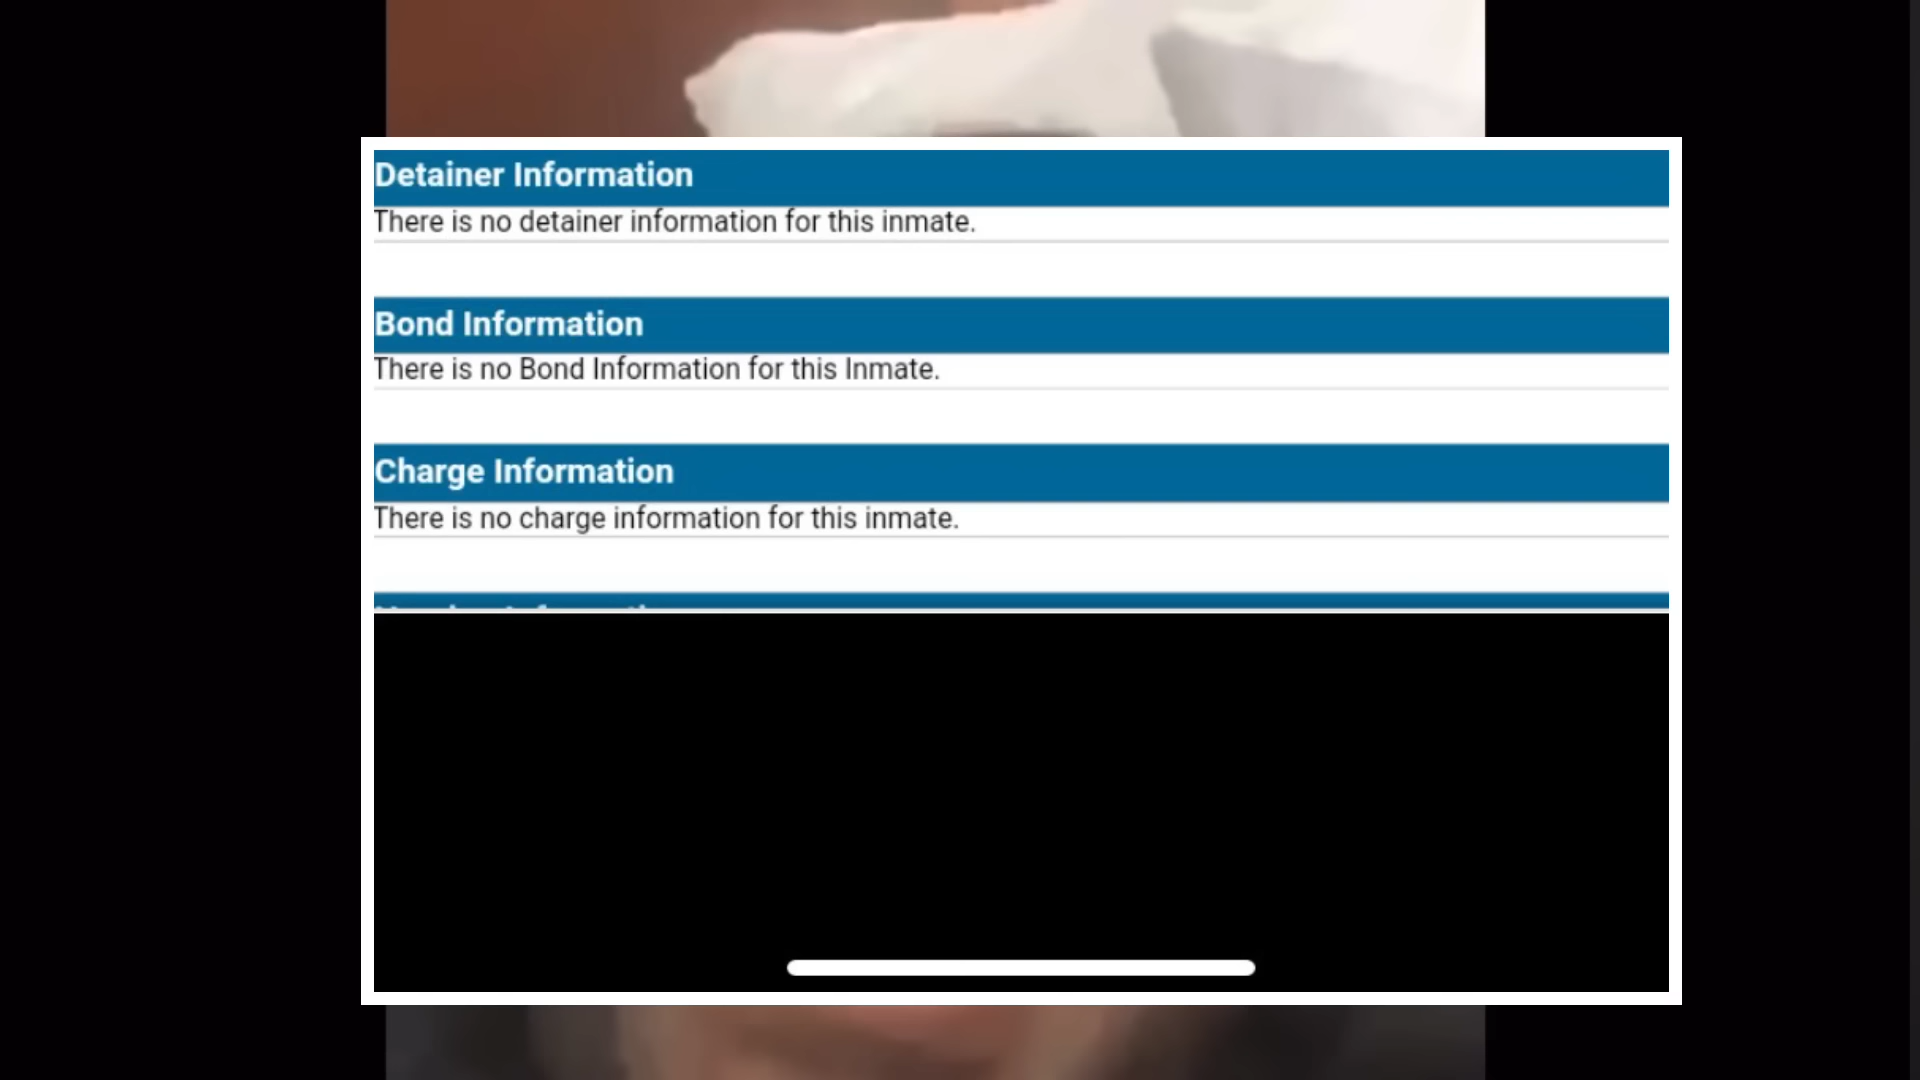 Detainer Information
There is no detainer information for this inmate.
Bond Information
There is no Bond Information for this Inmate.
Charge Information
There is no charge information for this inmate.